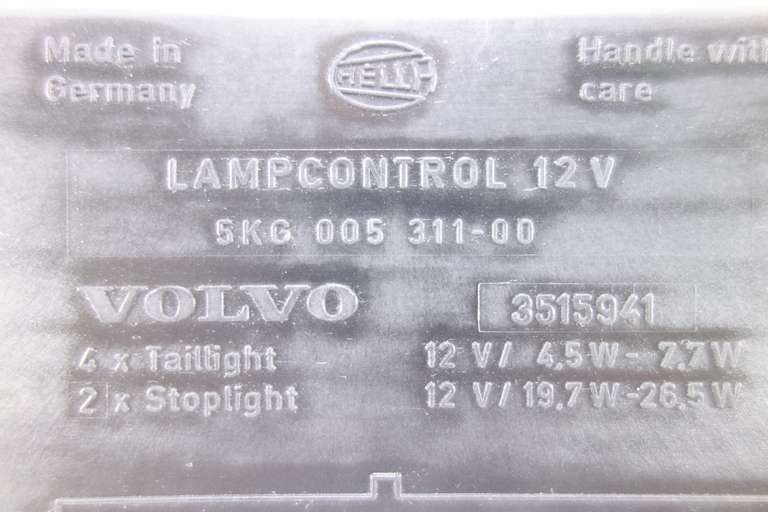 Made in
Germany
HELLA
Handle with
care
LAMPCONTROL 12 V
5KG 005 311-00
VOLVO 3515941
4 x Taillight 12 V/ 4,5W- 7,7W
2 x Stoplight 12 V/ 19,7W-26,5W